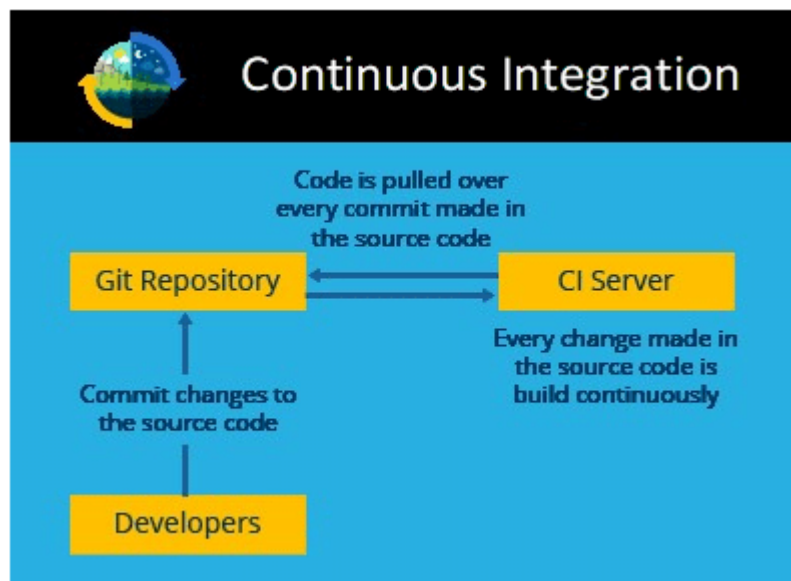 Continuous Integration
Code is pulled over
every commit made in
the source code
Git Repository
CI Server
Every change made in
the source code is
build continuously
Commit changes to
the source code
Developers